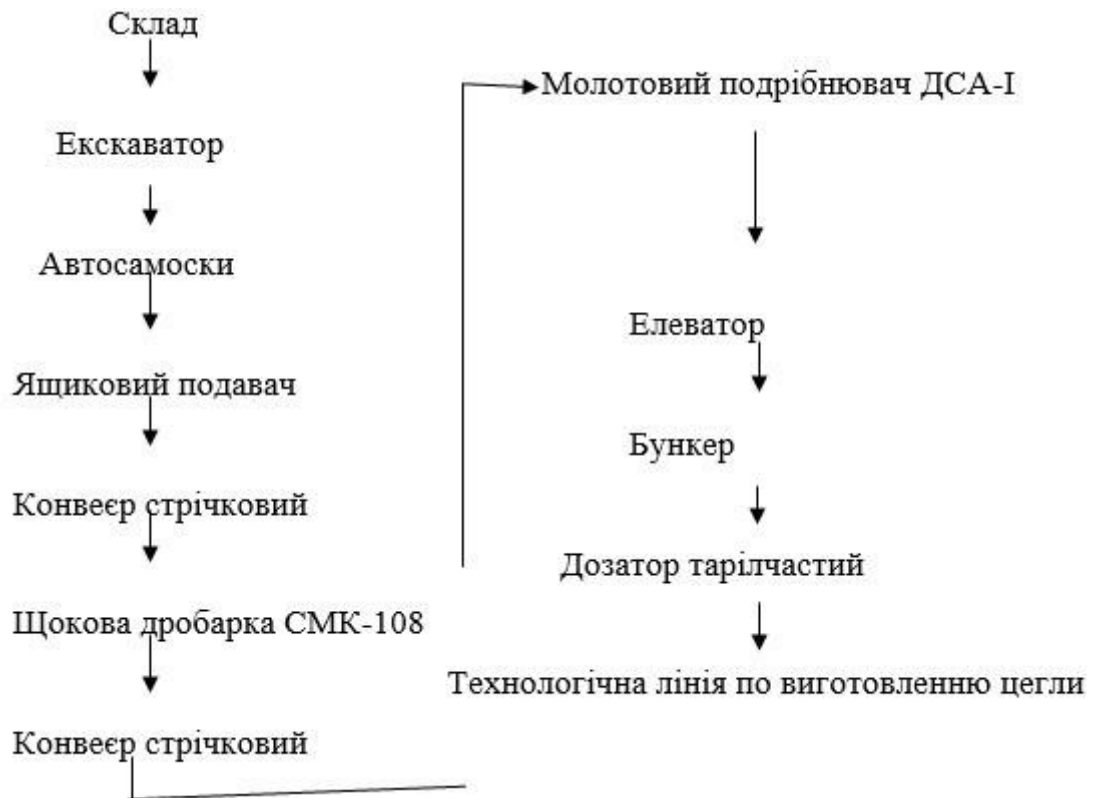 Склад
Екскаватор
Автосамоски
Ящиковий подавач
Конвеєр стрічковий
Щокова дробарка СМК-108
Конвеєр стрічковий
Молотовий подрібнювач ДСА-І
Елеватор
Бункер
Дозатор тарілчастий
Технологічна лінія по виготовленню цегли